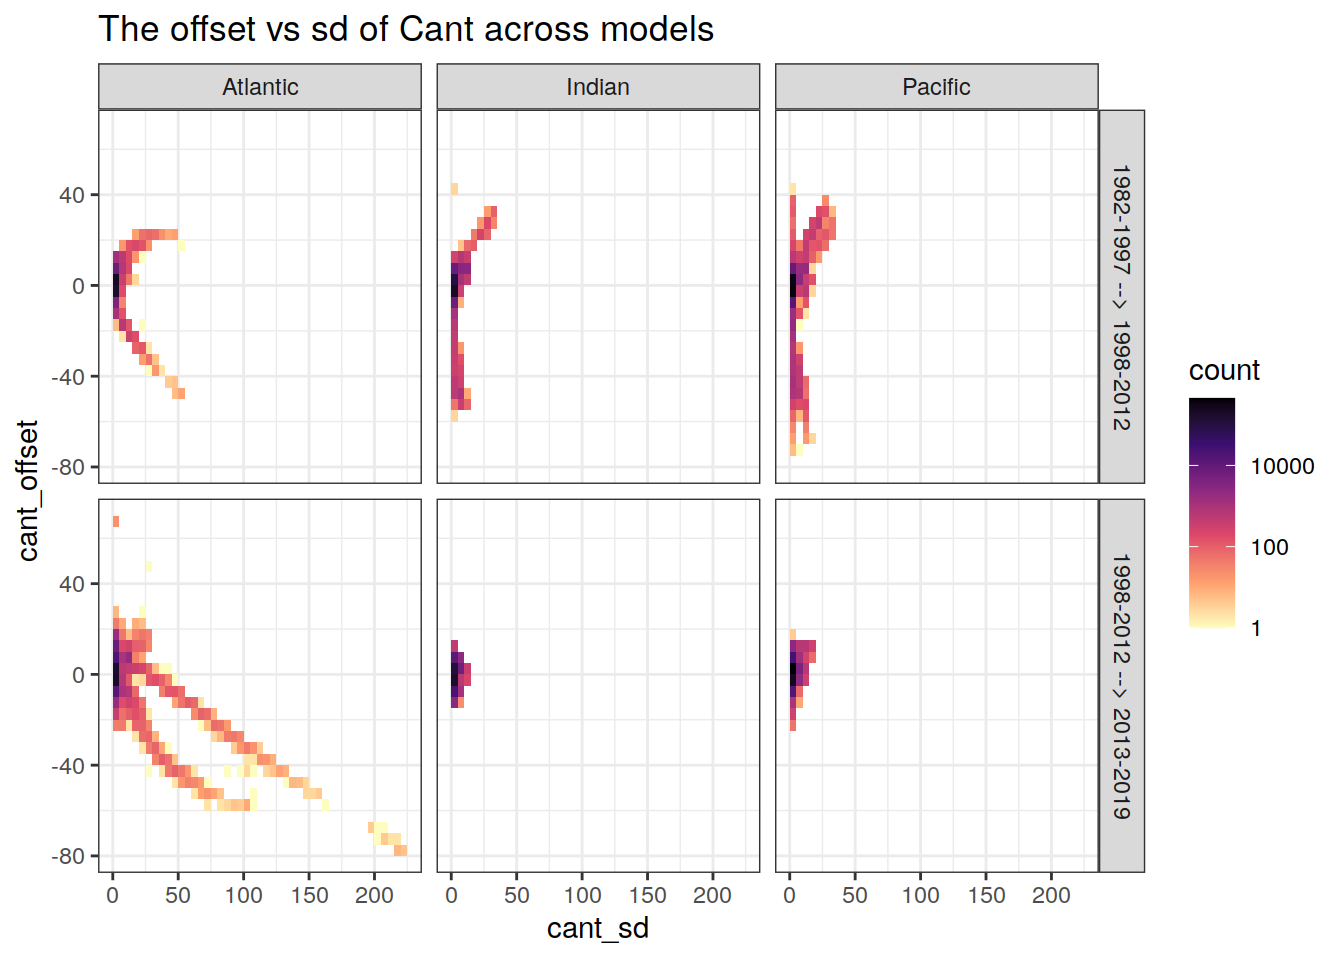 The offset vs sd of Cant across models
Atlantic
Indian
Pacific
40
0
-40
-80
1982-1997 --> 1998-2012
40
0
-40
-80
1998-2012 --> 2013-2019
0 50 100 150 200
0 50 100 150 200
0 50 100 150 200
cant_sd
cant_offset
count
10000
100
1